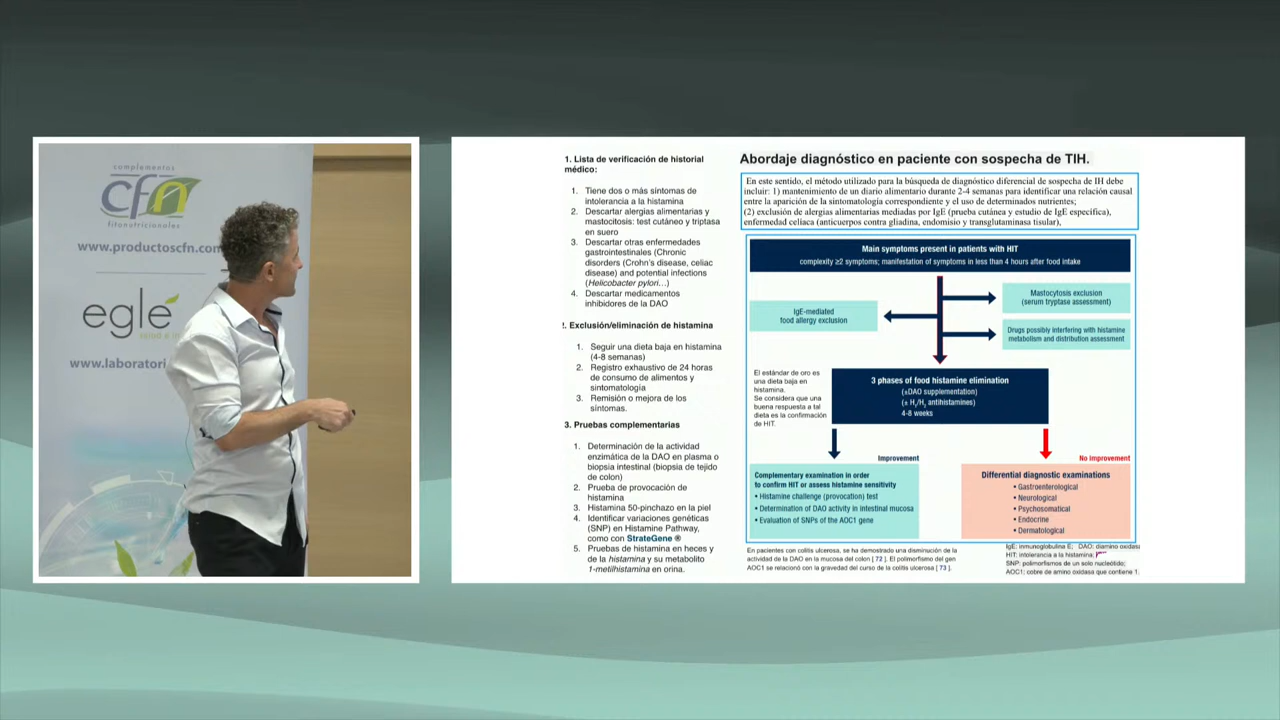 complementos
cfn
fitonutricionales
www.productoscfn.com
eglé
www.laboratori
1. Lista de verificación de historial
médico:
1. Tiene dos o más síntomas de
intolerancia a la histamina
2. Descartar alergias alimentarias y
mastocitosis: test cutáneo y triptasa
en suero
3. Descartar otras enfermedades
gastrointestinales (Chronic
disorders (Crohn's disease, celiac
disease) and potential infections
(Helicobacter pylori…)
4. Descartar medicamentos
inhibidores de la DAO
2. Exclusión/eliminación de histamina
1. Seguir una dieta baja en histamina
(4-8 semanas)
2. Registro exhaustivo de 24 horas
de consumo de alimentos y
sintomatología
3. Remisión o mejora de los
síntomas.
3. Pruebas complementarias
1. Determinación de la actividad
enzimática de la DAO en plasma o
biopsia intestinal (biopsia de tejido
de colon)
2. Prueba de provocación de
histamina
3. Histamina 50-pinchazo en la piel
4. Identificar variaciones genéticas
(SNP) en Histamine Pathway,
como con StrateGene ®
5. Pruebas de histamina en heces y
de la histamina y su metabolito
1-metilhistamina en orina.
Abordaje diagnóstico en paciente con sospecha de TIH.
En este sentido, el método utilizado para la búsqueda de diagnóstico diferencial de sospecha de IH debe
incluir: 1) mantenimiento de un diario alimentario durante 2-4 semanas para identificar una relación causal
entre la aparición de la sintomatología correspondiente y el uso de determinados nutrientes;
(2) exclusión de alergias alimentarias mediadas por IgE (prueba cutánea y estudio de IgE específica),
enfermedad celíaca (anticuerpos contra gliadina, endomisio y transglutaminasa tisular),
Main symptoms present in patients with HIT
complexity ≥2 symptoms; manifestation of symptoms in less than 4 hours after food intake
IgE-mediated
food allergy exclusion
Mastocytosis exclusion
(serum tryptase assessment)
Drugs possibly interfering with histamine
metabolism and distribution assessment
El estándar de oro es
una dieta baja en
histamina.
Se considera que una
buena respuesta a tal
dieta es la confirmación
de HIT.
3 phases of food histamine elimination
(±DAO supplementation)
(± H1/H2 antihistamines)
4-8 weeks
Improvement
No improvement
Complementary examination in order
to confirm HIT or assess histamine sensitivity
• Histamine challenge (provocation) test
• Determination of DAO activity in intestinal mucosa
• Evaluation of SNPs of the AOC1 gene
Differential diagnostic examinations
• Gastroenterological
• Neurological
• Psychosomatical
• Endocrine
• Dermatological
En pacientes con colitis ulcerosa, se ha demostrado una disminución de la
actividad de la DAO en la mucosa del colon [ 72 ]. El polimorfismo del gen
AOC1 se relacionó con la gravedad del curso de la colitis ulcerosa [ 73 ].
IgE: inmunoglobulina E; DAO: diamino oxidasa
HIT: intolerancia a la histamina;
SNP: polimorfismos de un solo nucleótido;
AOC1: cobre de amino oxidasa que contiene 1.